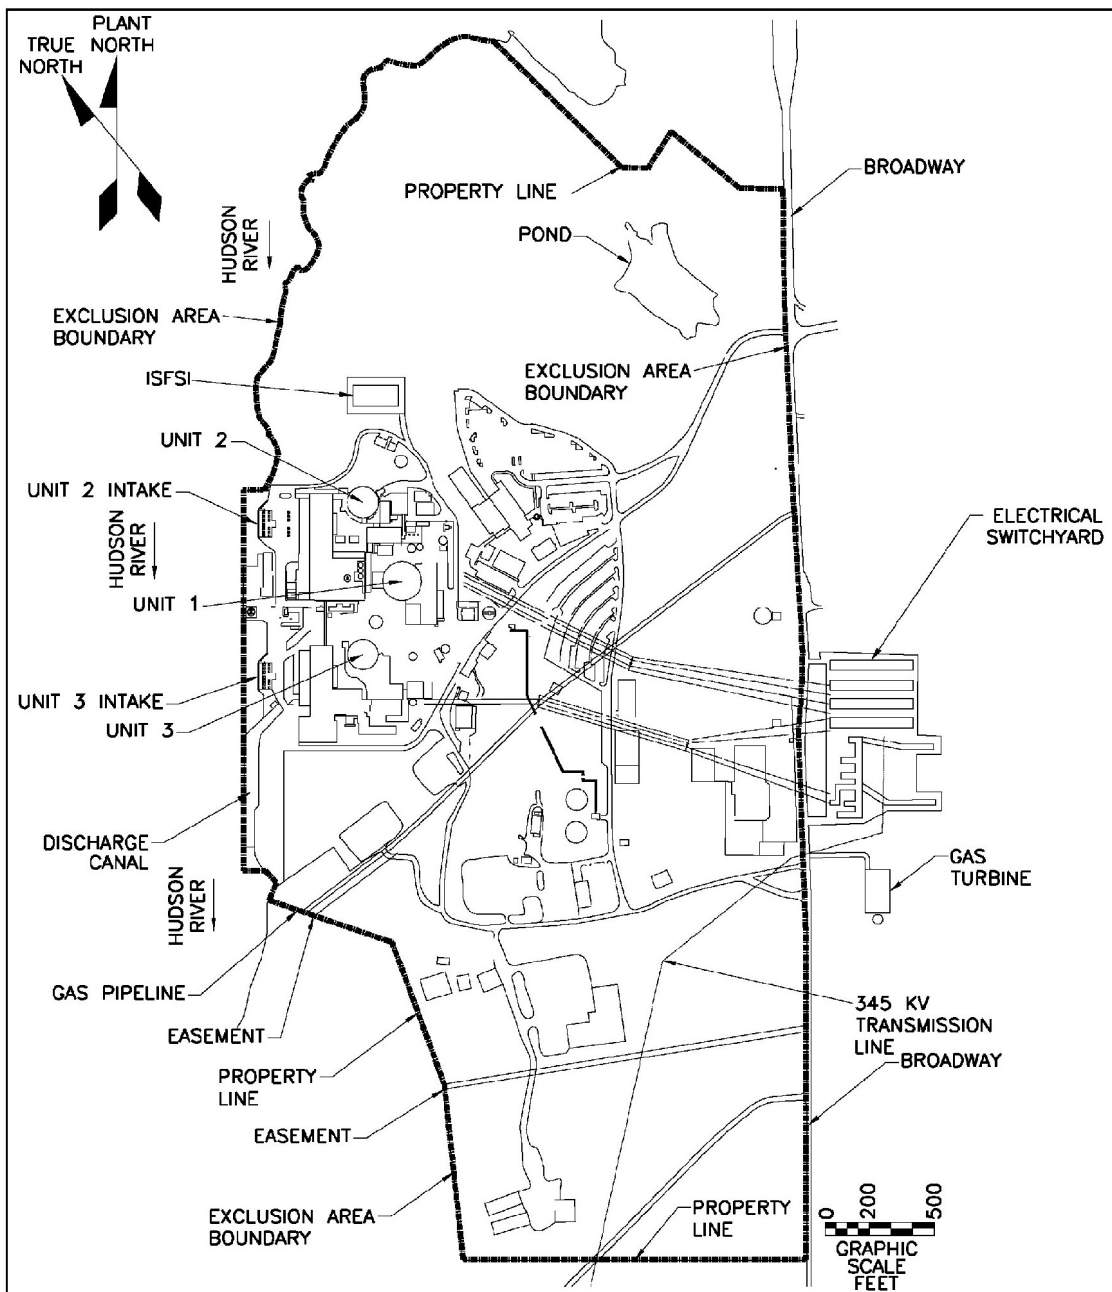 PLANT
NORTH
TRUE
NORTH
BROADWAY
PROPERTY LINE
HUDSON
RIVER
POND
EXCLUSION AREA
BOUNDARY
EXCLUSION AREA
BOUNDARY
ISFSI
UNIT 2
UNIT 2 INTAKE
ELECTRICAL
SWITCHYARD
HUDSON
RIVER
UNIT 1
UNIT 3 INTAKE
UNIT 3
DISCHARGE
CANAL
GAS
TURBINE
HUDSON
RIVER
GAS PIPELINE
345 KV
TRANSMISSION
LINE
EASEMENT
BROADWAY
PROPERTY
LINE
EASEMENT
EXCLUSION AREA
BOUNDARY
PROPERTY
LINE
0 200 500
GRAPHIC
SCALE
FEET